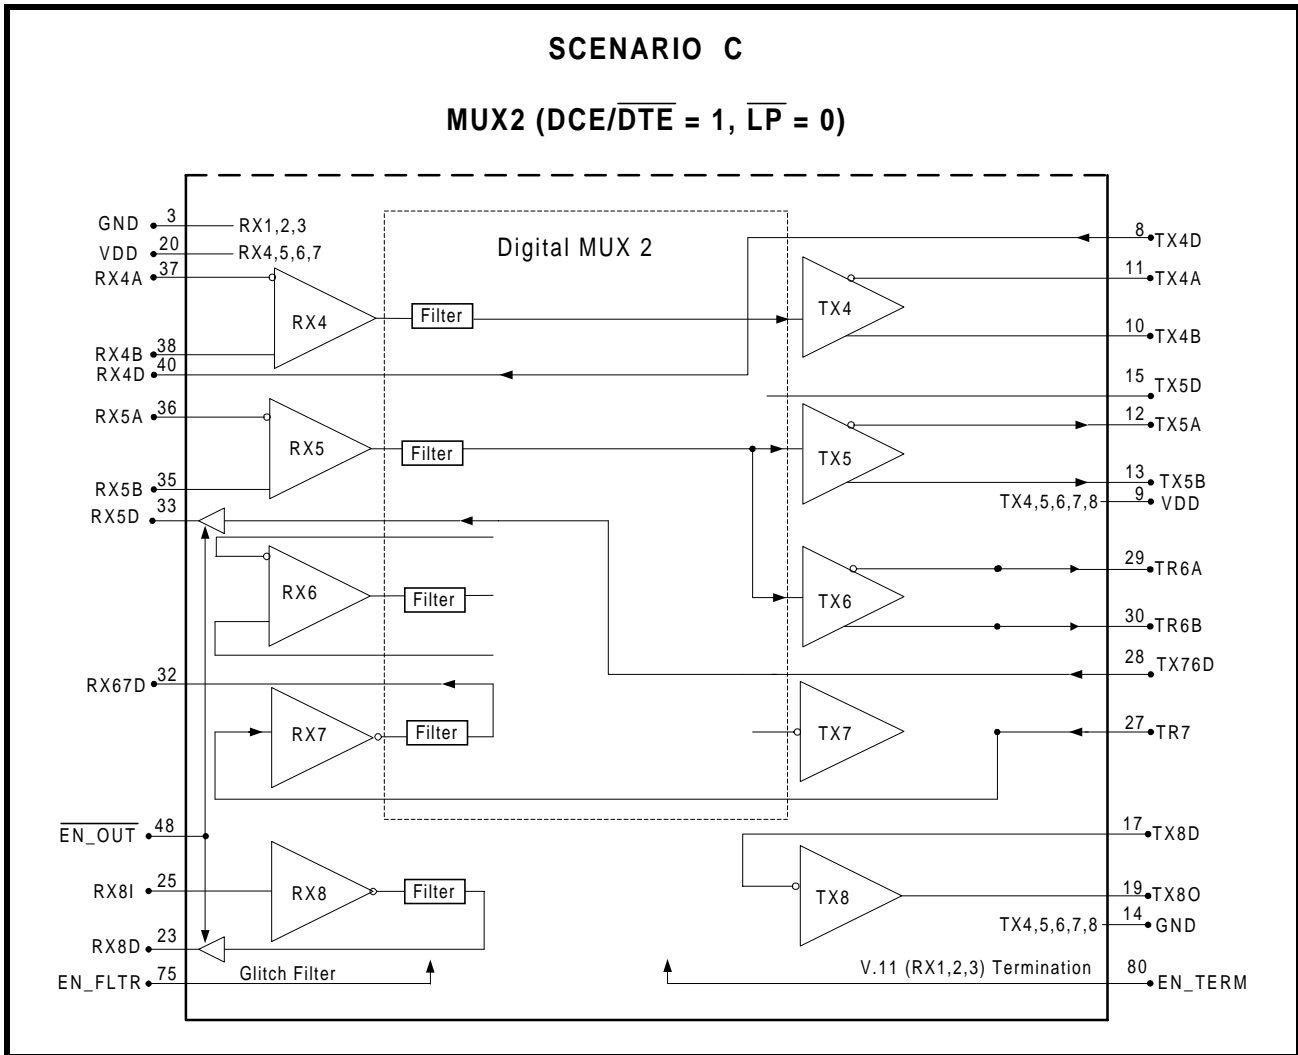 SCENARIO C
MUX2 (DCE/DTE = 1, LP = 0)
GND 3 RX1,2,3
VDD 20 RX4,5,6,7
RX4A 37
RX4
Filter
RX4B 38
RX4D 40
RX5A 36
RX5
Filter
RX5B 35
RX5D 33
RX6
Filter
RX67D 32
RX7
Filter
EN_OUT 48
RX8I 25
RX8
Filter
RX8D 23
EN_FLTR 75 Glitch Filter
Digital MUX 2
8 TX4D
11 TX4A
TX4
10 TX4B
15 TX5D
12 TX5A
TX5
13 TX5B
TX4,5,6,7,8 9 VDD
29 TR6A
TX6
30 TR6B
28 TX76D
TX7
27 TR7
17 TX8D
TX8
19 TX8O
TX4,5,6,7,8 14 GND
V.11 (RX1,2,3) Termination 80 EN_TERM